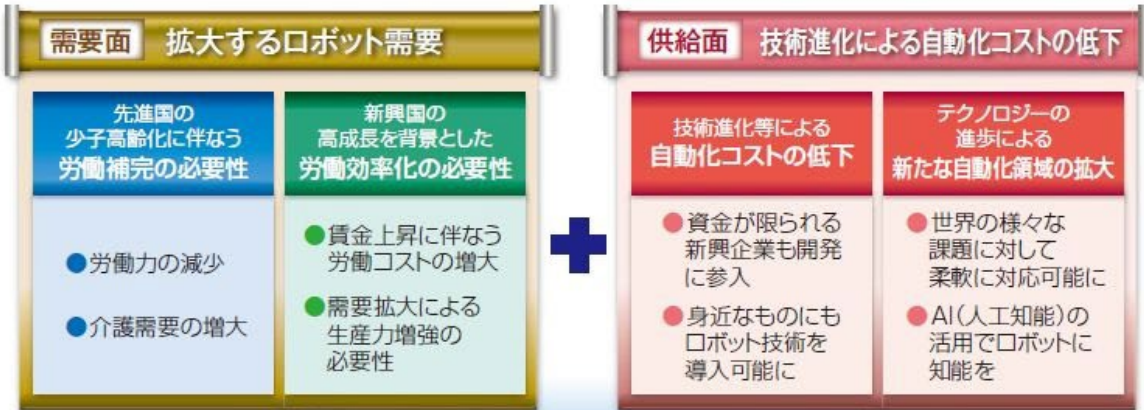 需要面 拡大するロボット需要
先進国の
少子高齢化に伴なう
労働補完の必要性
●労働力の減少
●介護需要の増大
新興国の
高成長を背景とした
労働効率化の必要性
●賃金上昇に伴なう
労働コストの増大
●需要拡大による
生産力増強の
必要性
供給面 技術進化による自動化コストの低下
技術進化等による
自動化コストの低下
●資金が限られる
新興企業も開発
に参入
●身近なものにも
ロボット技術を
導入可能に
テクノロジーの
進歩による
新たな自動化領域の拡大
●世界の様々な
課題に対して
柔軟に対応可能に
●AI(人工知能)の
活用でロボットに
知能を